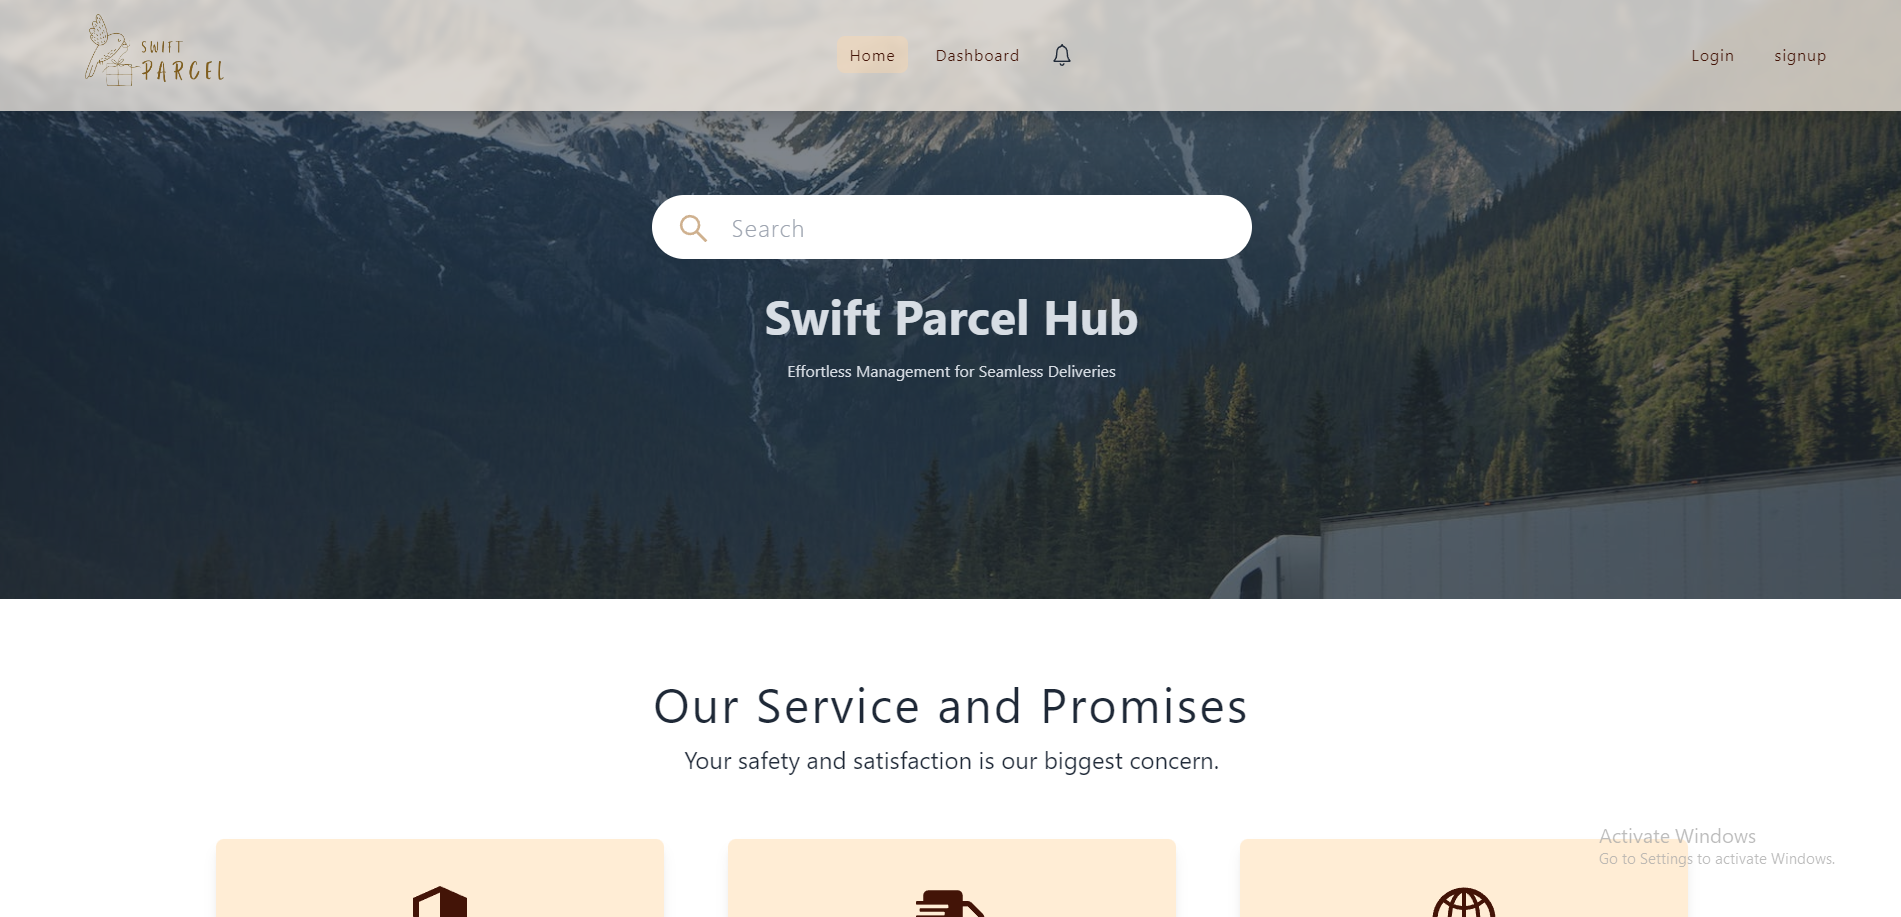 SWIFT
PARCEL
Home
Dashboard
Login
signup
Search
Swift Parcel Hub
Effortless Management for Seamless Deliveries
Our Service and Promises
Your safety and satisfaction is our biggest concern.
Activate Windows
Go to Settings to activate Windows.